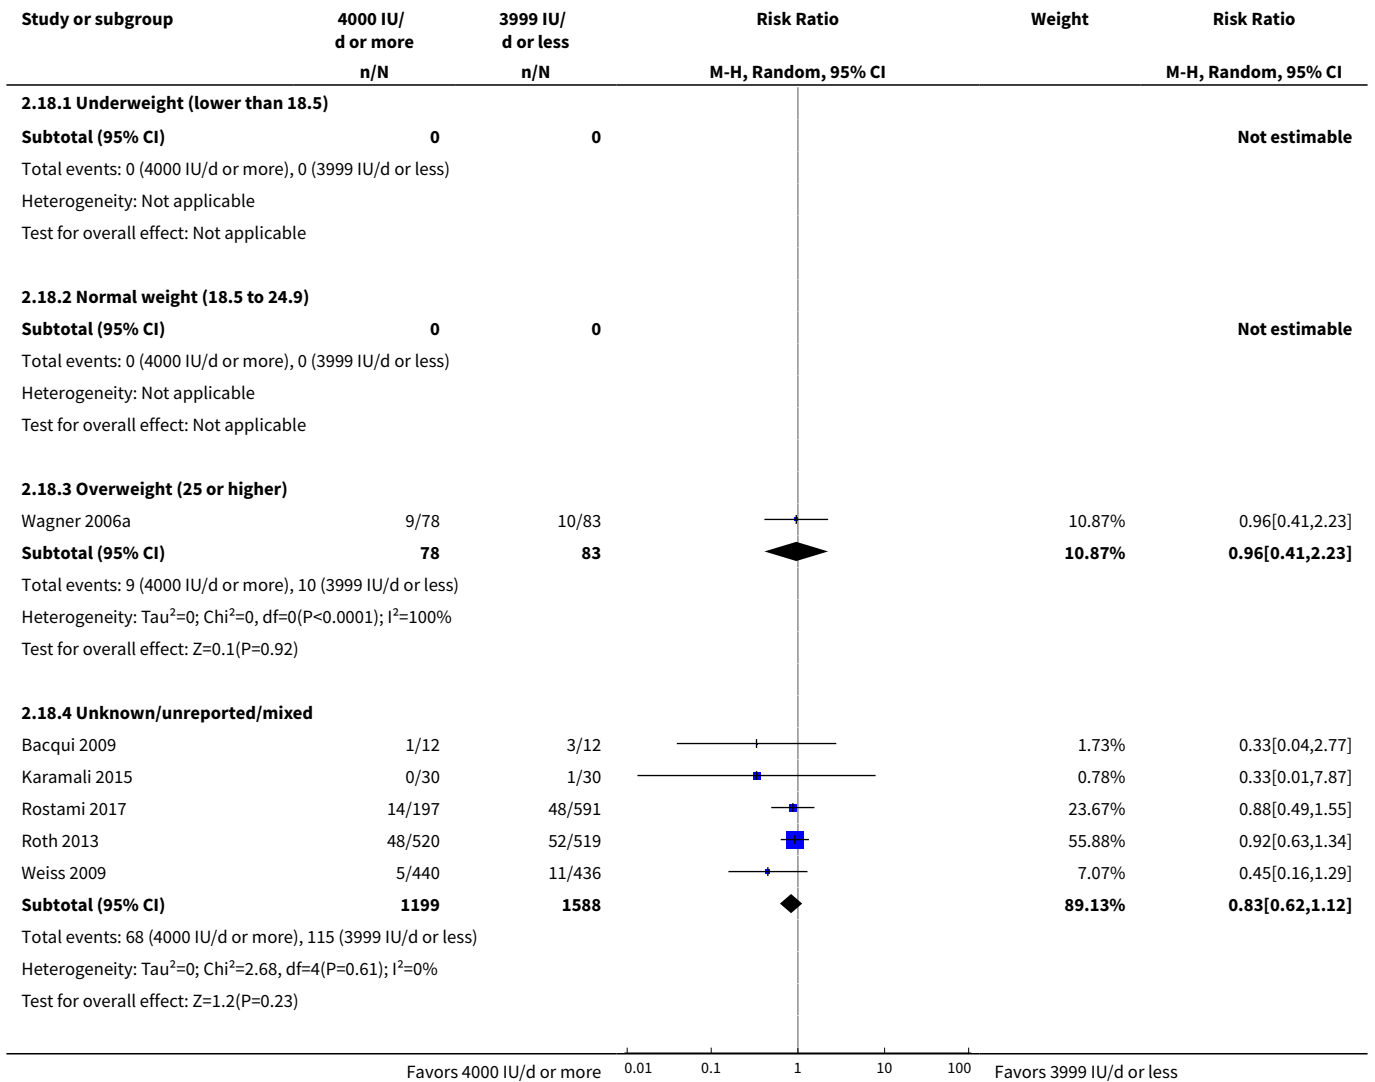 Study or subgroup 4000 IU/ 3999 IU/ Risk Ratio Weight Risk Ratio
d or more d or less
n/N n/N M-H, Random, 95% CI M-H, Random, 95% CI
2.18.1 Underweight (lower than 18.5)
Subtotal (95% CI) 0 0 Not estimable
Total events: 0 (4000 IU/d or more), 0 (3999 IU/d or less)
Heterogeneity: Not applicable
Test for overall effect: Not applicable
2.18.2 Normal weight (18.5 to 24.9)
Subtotal (95% CI) 0 0 Not estimable
Total events: 0 (4000 IU/d or more), 0 (3999 IU/d or less)
Heterogeneity: Not applicable
Test for overall effect: Not applicable
2.18.3 Overweight (25 or higher)
Wagner 2006a 9/78 10/83 10.87% 0.96[0.41,2.23]
Subtotal (95% CI) 78 83 10.87% 0.96[0.41,2.23]
Total events: 9 (4000 IU/d or more), 10 (3999 IU/d or less)
Heterogeneity: Tau²=0; Chi²=0, df=0(P<0.0001); I²=100%
Test for overall effect: Z=0.1(P=0.92)
2.18.4 Unknown/unreported/mixed
Bacqui 2009 1/12 3/12 1.73% 0.33[0.04,2.77]
Karamali 2015 0/30 1/30 0.78% 0.33[0.01,7.87]
Rostami 2017 14/197 48/591 23.67% 0.88[0.49,1.55]
Roth 2013 48/520 52/519 55.88% 0.92[0.63,1.34]
Weiss 2009 5/440 11/436 7.07% 0.45[0.16,1.29]
Subtotal (95% CI) 1199 1588 89.13% 0.83[0.62,1.12]
Total events: 68 (4000 IU/d or more), 115 (3999 IU/d or less)
Heterogeneity: Tau²=0; Chi²=2.68, df=4(P=0.61); I²=0%
Test for overall effect: Z=1.2(P=0.23)
Favors 4000 IU/d or more 0.01 0.1 1 10 100 Favors 3999 IU/d or less